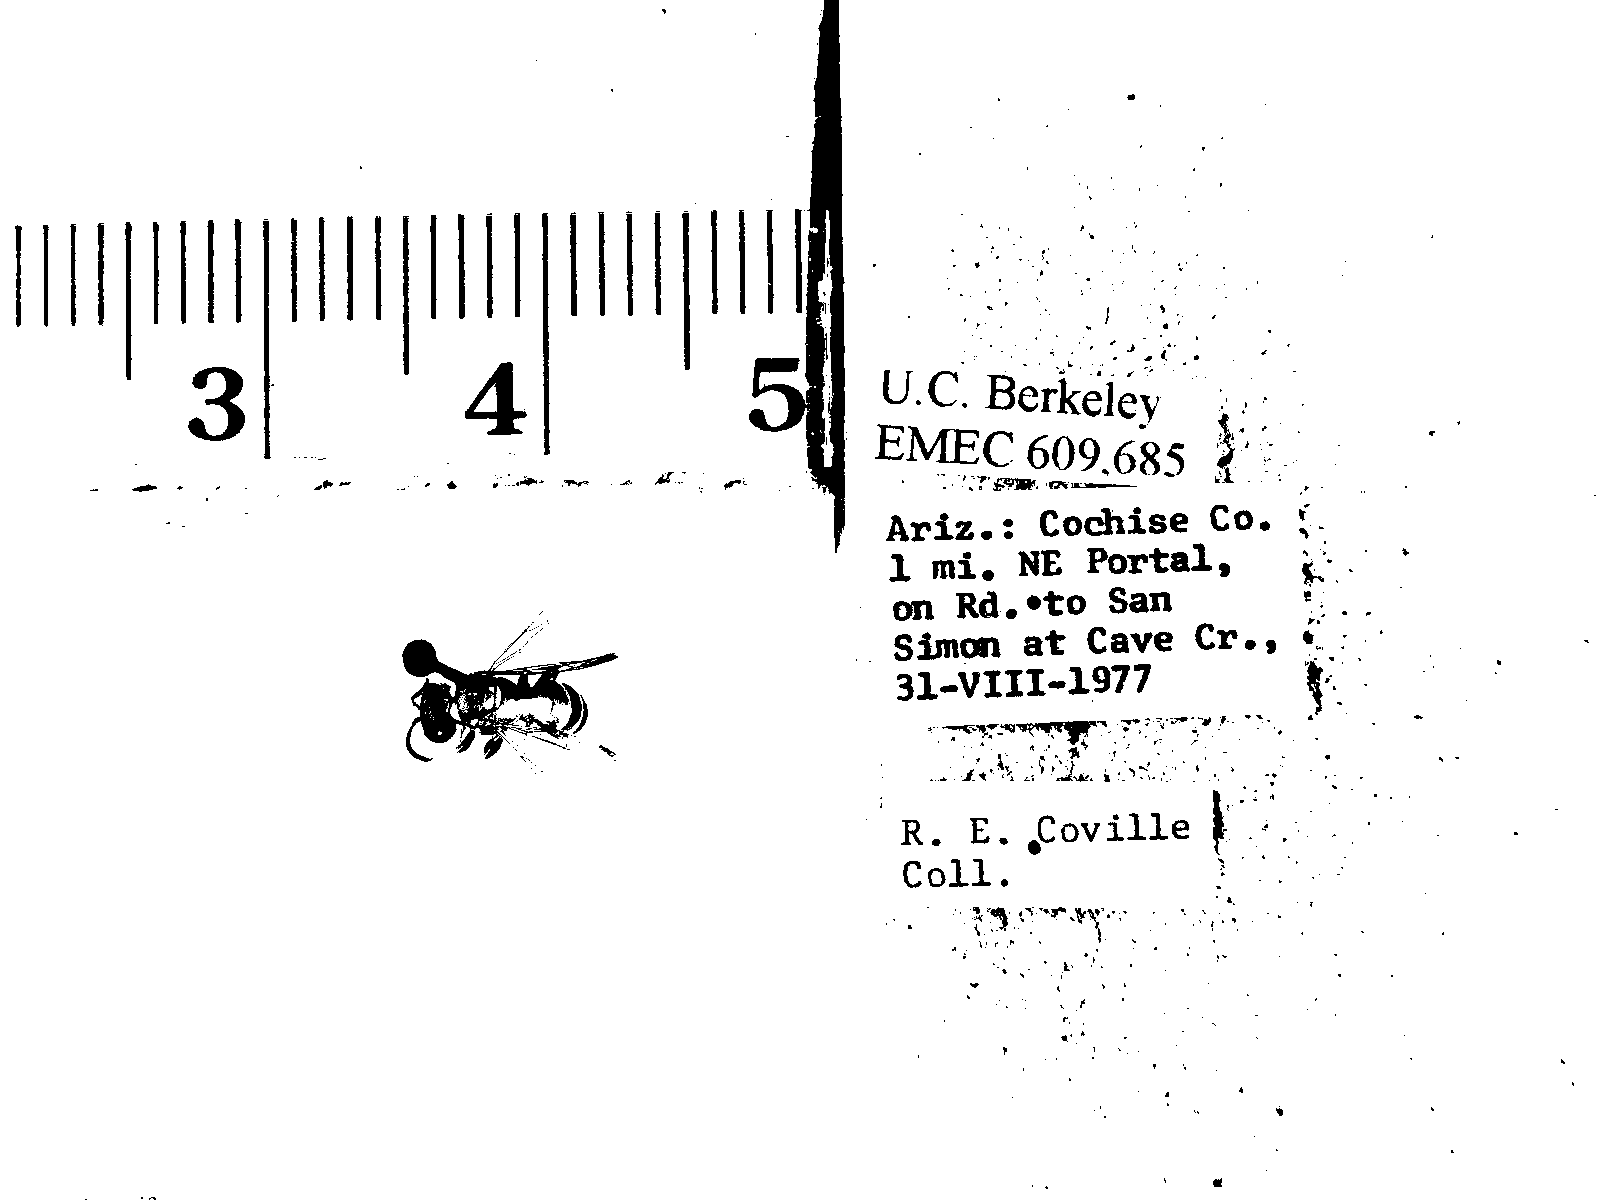 3 4 5
U.C. Berkeley
EMEC 609,685
Ariz.: Cochise Co.
1 mi. NE Portal,
on Rd. to San
Simon at Cave Cr.,
31-VIII-1977
R. E. Coville
Coll.